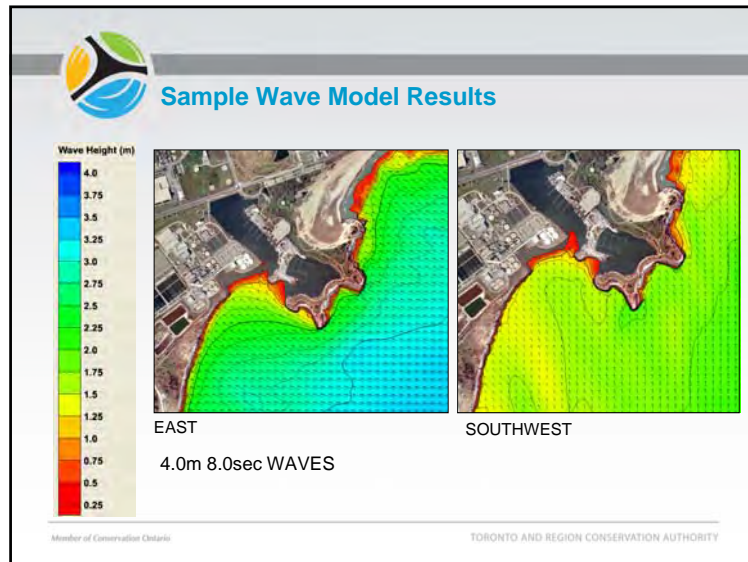 Sample Wave Model Results
Wave Height (m)
4.0
3.75
3.5
3.25
3.0
2.75
2.5
2.25
2.0
1.75
1.5
1.25
1.0
0.75
0.5
0.25
EAST
SOUTHWEST
4.0m 8.0sec WAVES
Member of Conservation Ontario
TORONTO AND REGION CONSERVATION AUTHORITY